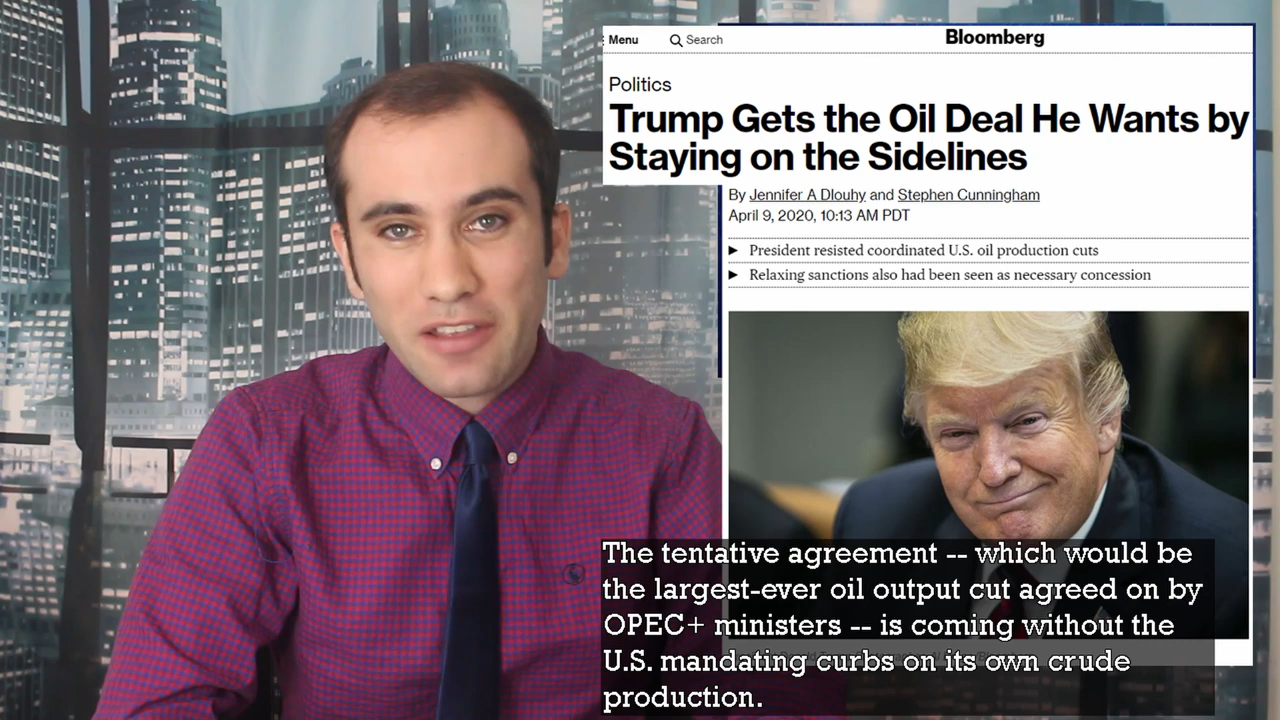 Menu
Search
Bloomberg
Politics
Trump Gets the Oil Deal He Wants by
Staying on the Sidelines
By Jennifer A Dlouhy and Stephen Cunningham
April 9, 2020, 10:13 AM PDT
President resisted coordinated U.S. oil production cuts
Relaxing sanctions also had been seen as necessary concession
The tentative agreement -- which would be
the largest-ever oil output cut agreed on by
OPEC+ ministers -- is coming without the
U.S. mandating curbs on its own crude
production.